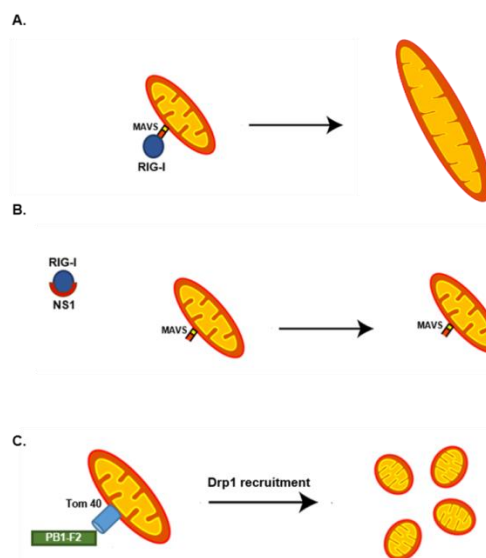 A.
MAVS
RIG-I
B.
RIG-I
NS1
MAVS
MAVS
C.
Drp1 recruitment
Tom 40
PB1-F2